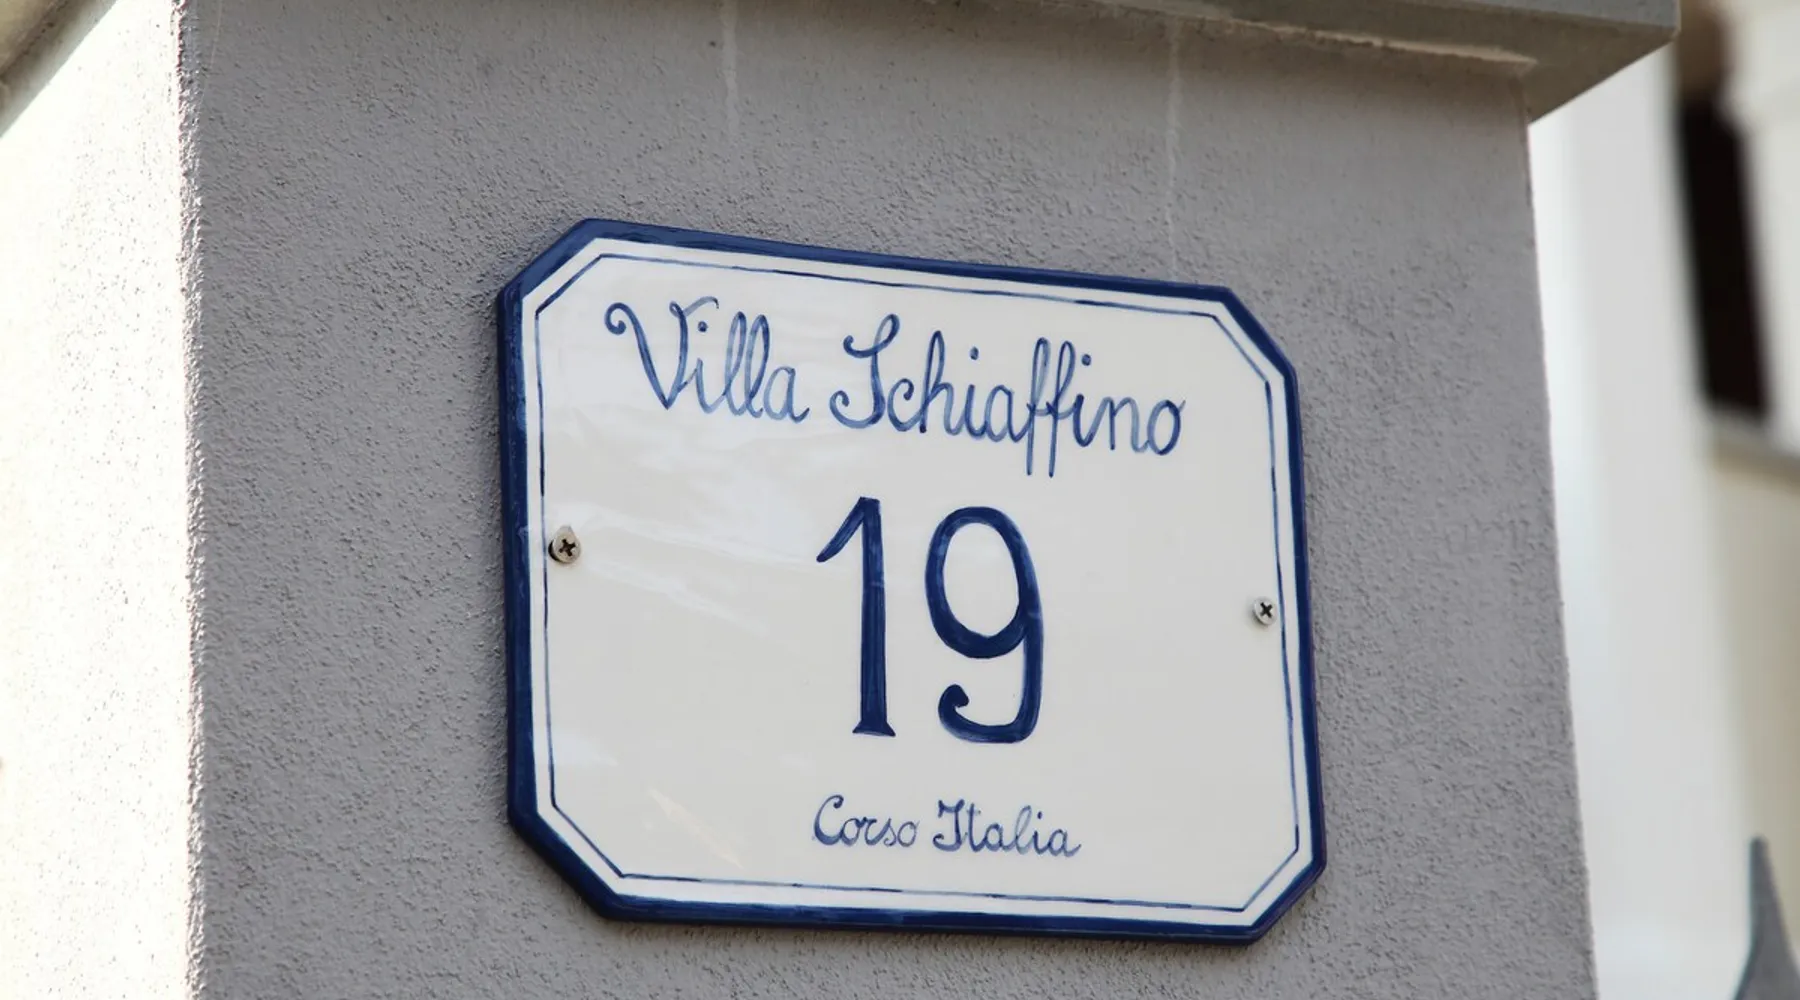 Villa Schiaffino
19
Corso Italia